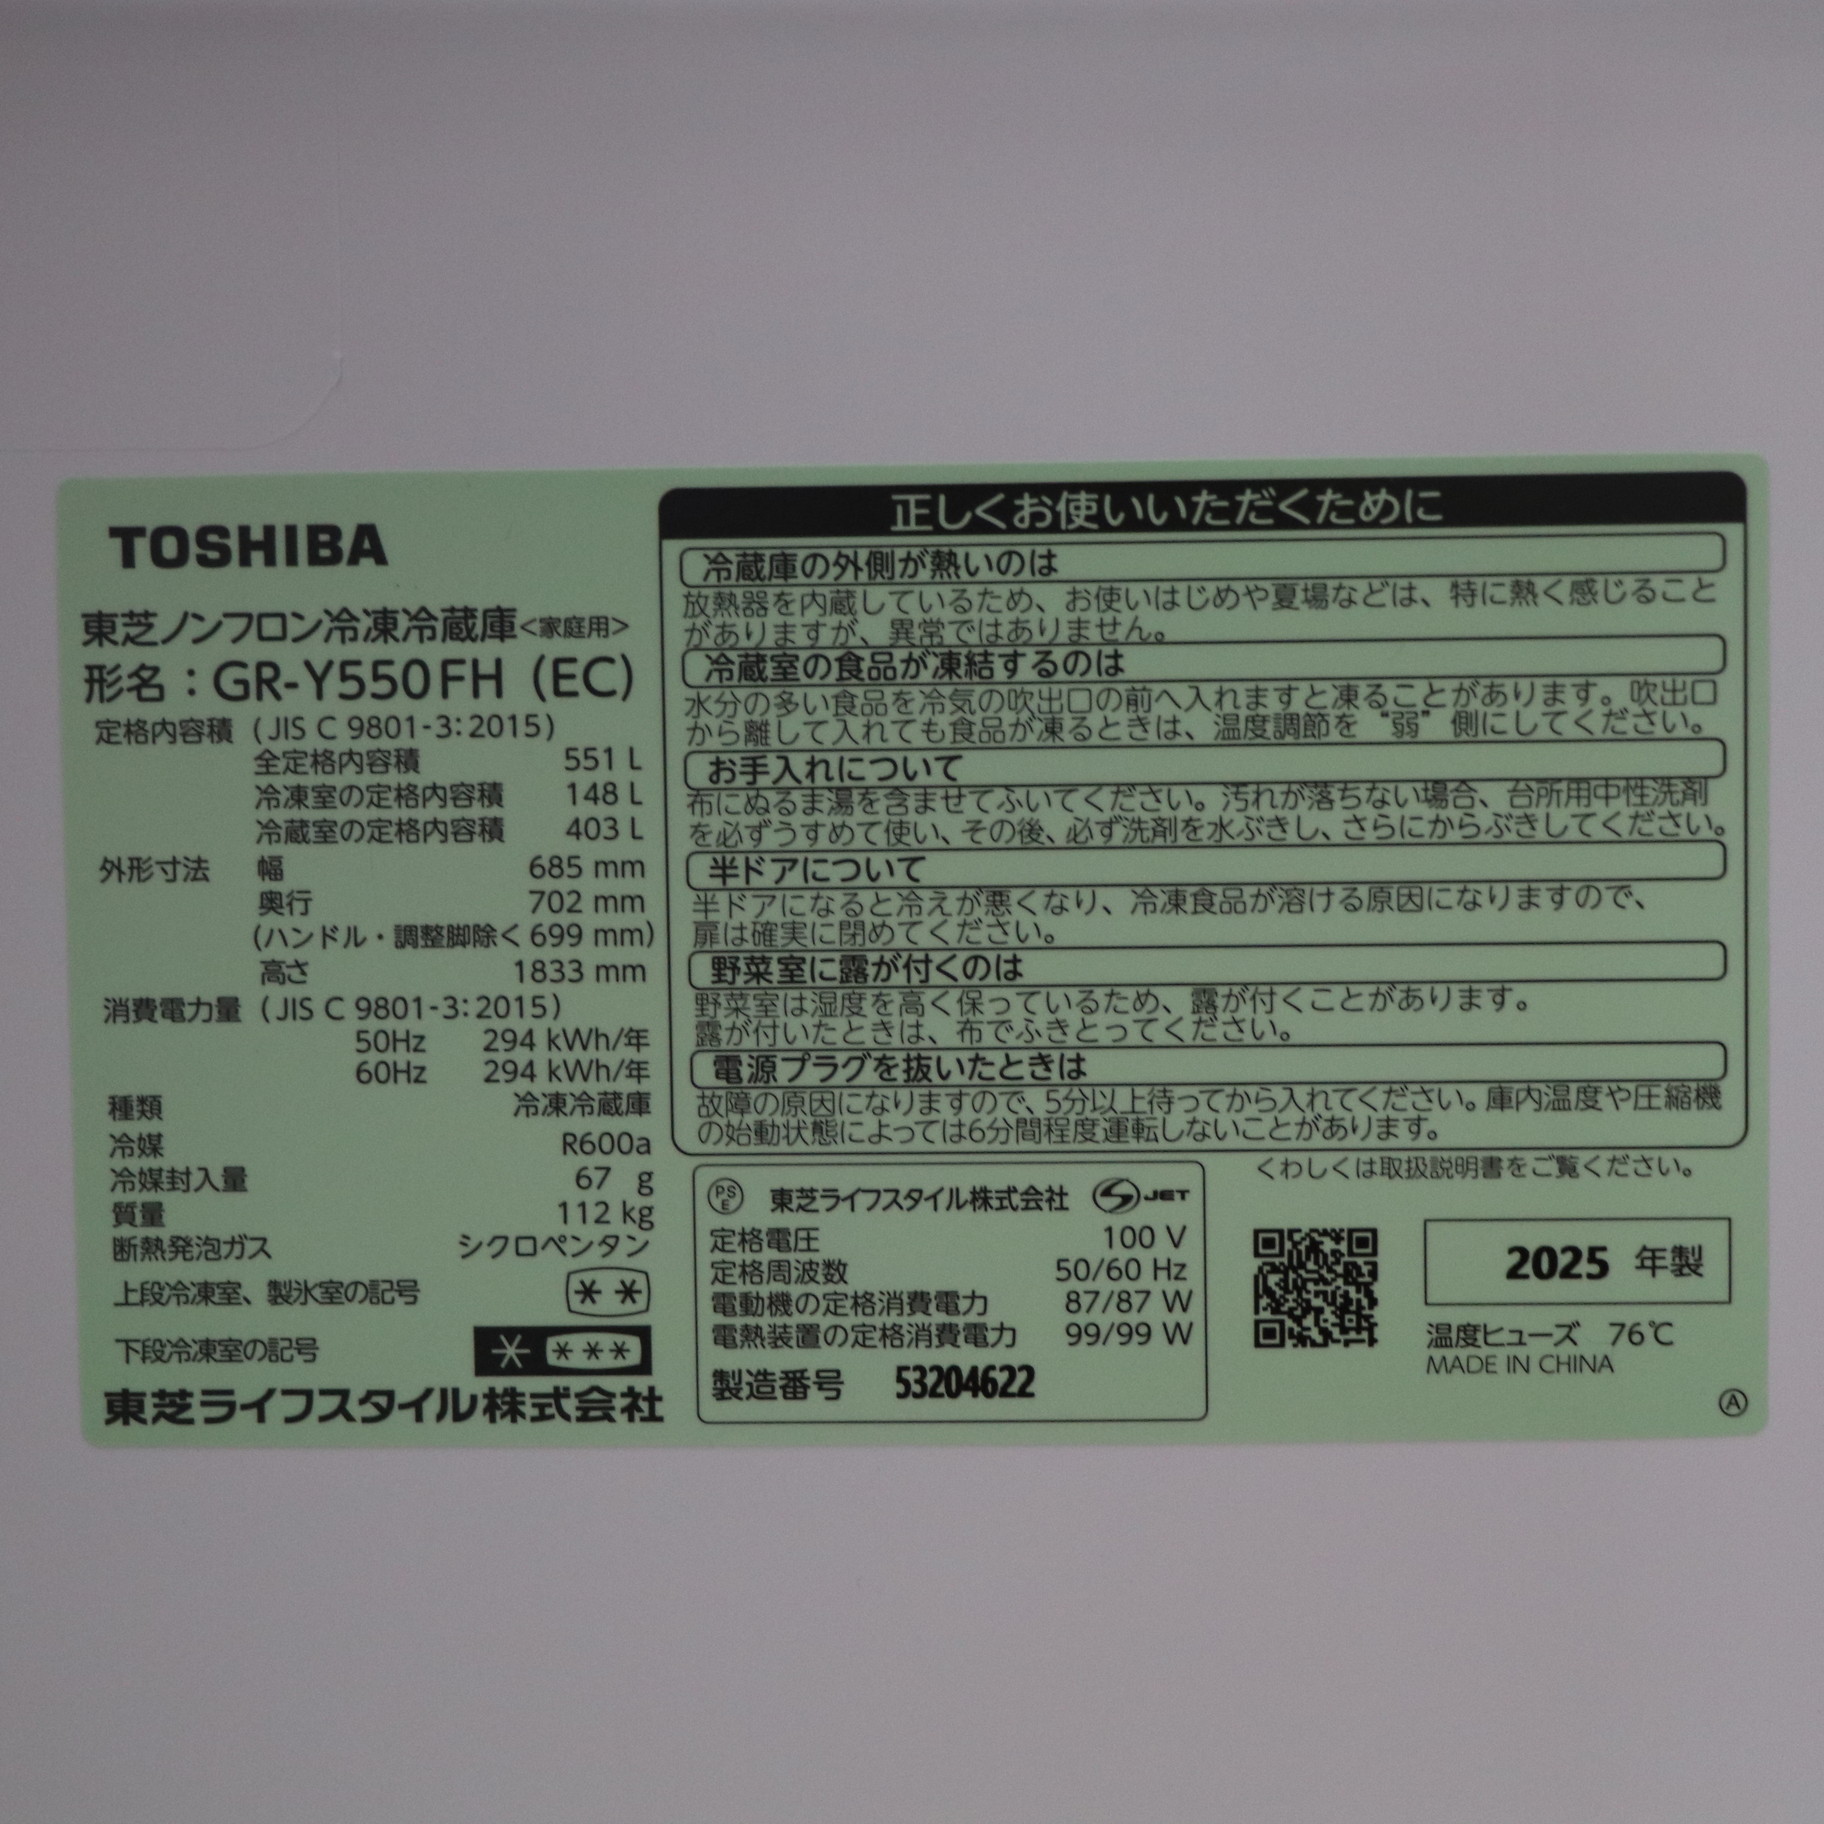 TOSHIBA
東芝ノンフロン冷凍冷蔵庫<家庭用>
形名：GR-Y550FH (EC)
定格内容積 (JIS C 9801-3:2015)
全定格内容積 551 L
冷凍室の定格内容積 148 L
冷蔵室の定格内容積 403 L
外形寸法 幅 685 mm
奥行 702 mm
(ハンドル・調整脚除く 699 mm)
高さ 1833 mm
消費電力量 (JIS C 9801-3:2015)
50Hz 294 kWh/年
60Hz 294 kWh/年
種類 冷凍冷蔵庫
冷媒 R600a
冷媒封入量 67 g
質量 112 kg
断熱発泡ガス シクロペンタン
上段冷凍室、製氷室の記号 **
下段冷凍室の記号 * ***
東芝ライフスタイル株式会社
正しくお使いいただくために
冷蔵庫の外側が熱いのは
放熱器を内蔵しているため、お使いはじめや夏場などは、特に熱く感じること
がありますが、異常ではありません。
冷蔵室の食品が凍結するのは
水分の多い食品を冷気の吹出口の前へ入れますと凍ることがあります。吹出口
から離して入れても食品が凍るときは、温度調節を“弱”側にしてください。
お手入れについて
布にぬるま湯を含ませてふいてください。汚れが落ちない場合、台所用中性洗剤
を必ずうすめて使い、その後、必ず洗剤を水ぶきし、さらにからぶきしてください。
半ドアについて
半ドアになると冷えが悪くなり、冷凍食品が溶ける原因になりますので、
扉は確実に閉めてください。
野菜室に露が付くのは
野菜室は湿度を高く保っているため、露が付くことがあります。
露が付いたときは、布でふきとってください。
電源プラグを抜いたときは
故障の原因になりますので、5分以上待ってから入れてください。庫内温度や圧縮機
の始動状態によっては6分間程度運転しないことがあります。
くわしくは取扱説明書をご覧ください。
PSE 東芝ライフスタイル株式会社 JET
定格電圧 100 V
定格周波数 50/60 Hz
電動機の定格消費電力 87/87 W
電熱装置の定格消費電力 99/99 W
製造番号 53204622
2025 年製
温度ヒューズ 76℃
MADE IN CHINA
Ⓐ